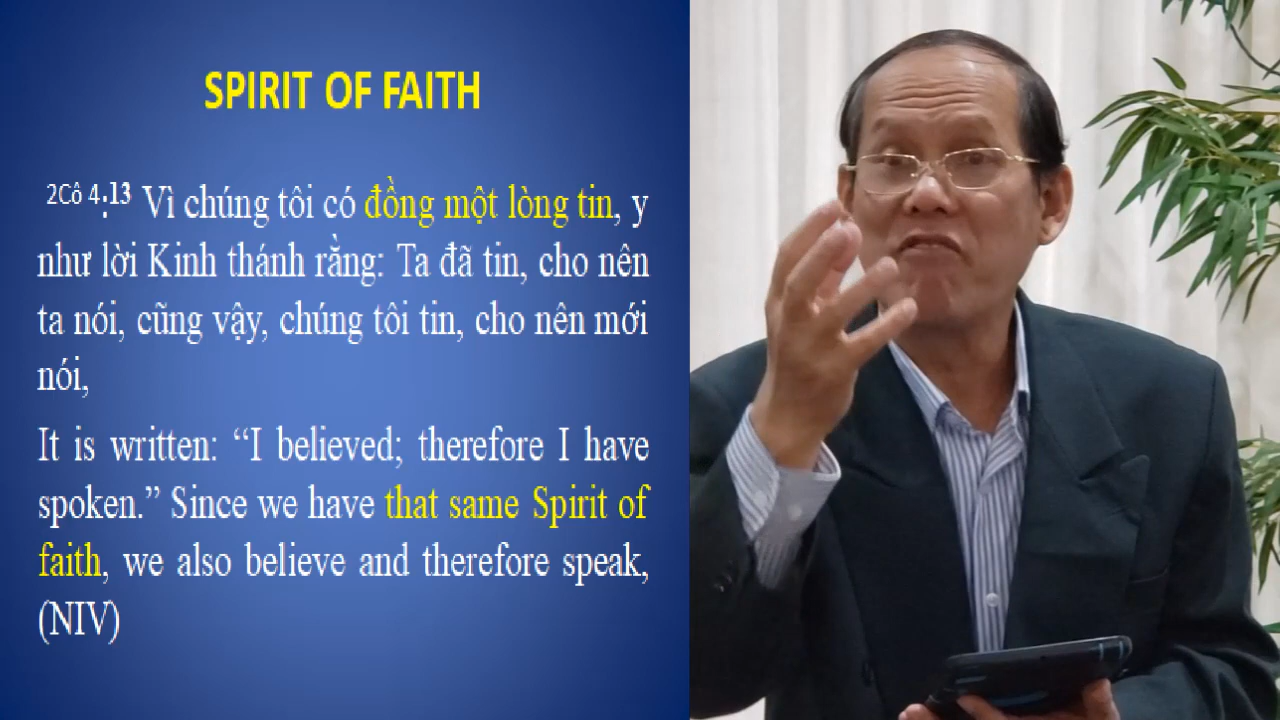 SPIRIT OF FAITH
2Cô 4:13 Vì chúng tôi có đồng một lòng tin, y
như lời Kinh thánh rằng: Ta đã tin, cho nên
ta nói, cũng vậy, chúng tôi tin, cho nên mới
nói,
It is written: “I believed; therefore I have
spoken.” Since we have that same Spirit of
faith, we also believe and therefore speak,
(NIV)